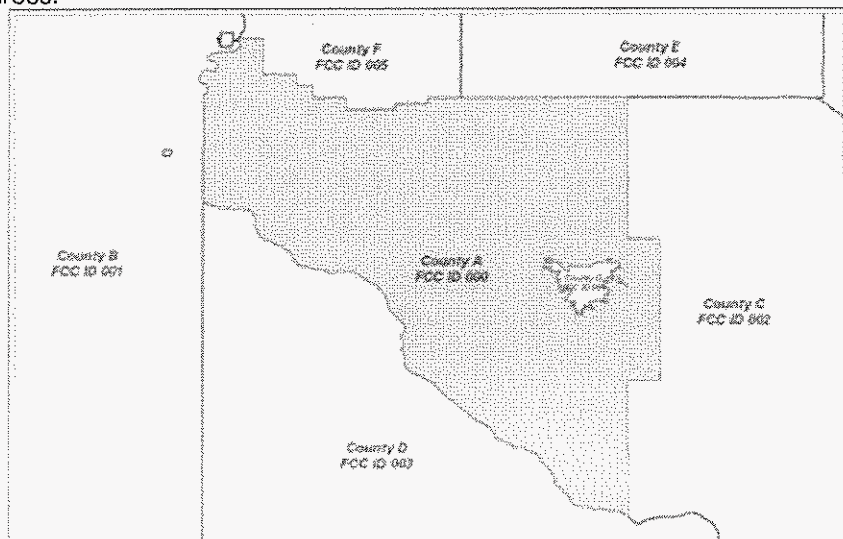 County F
FCC ID 005
County E
FCC ID 004
County B
FCC ID 001
County A
FCC ID 000
County C
FCC ID 002
County D
FCC ID 003